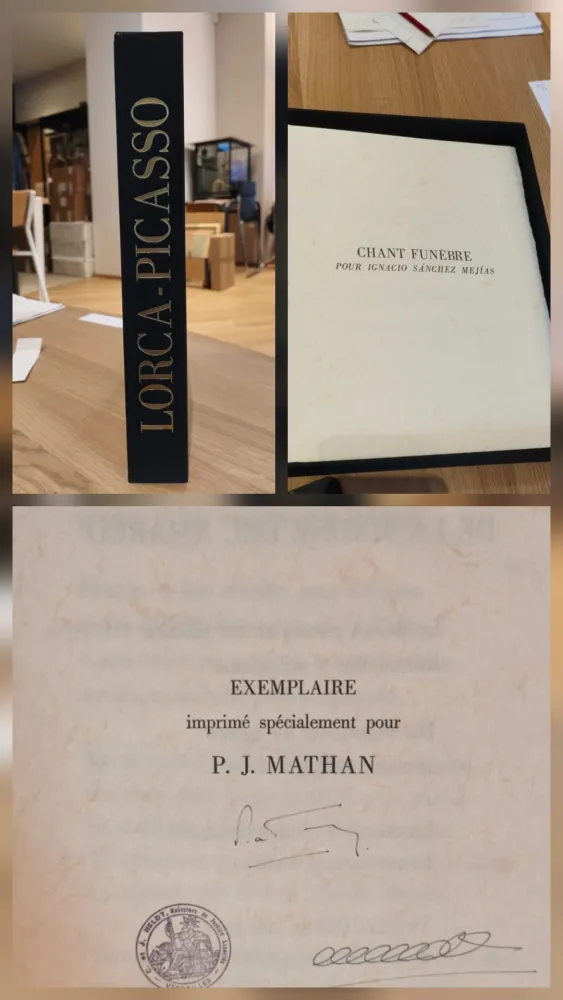 LORCA-PICASSO
CHANT FUNÈBRE
POUR IGNACIO SÁNCHEZ MEJÍAS
EXEMPLAIRE
imprimé spécialement pour
P. J. MATHAN